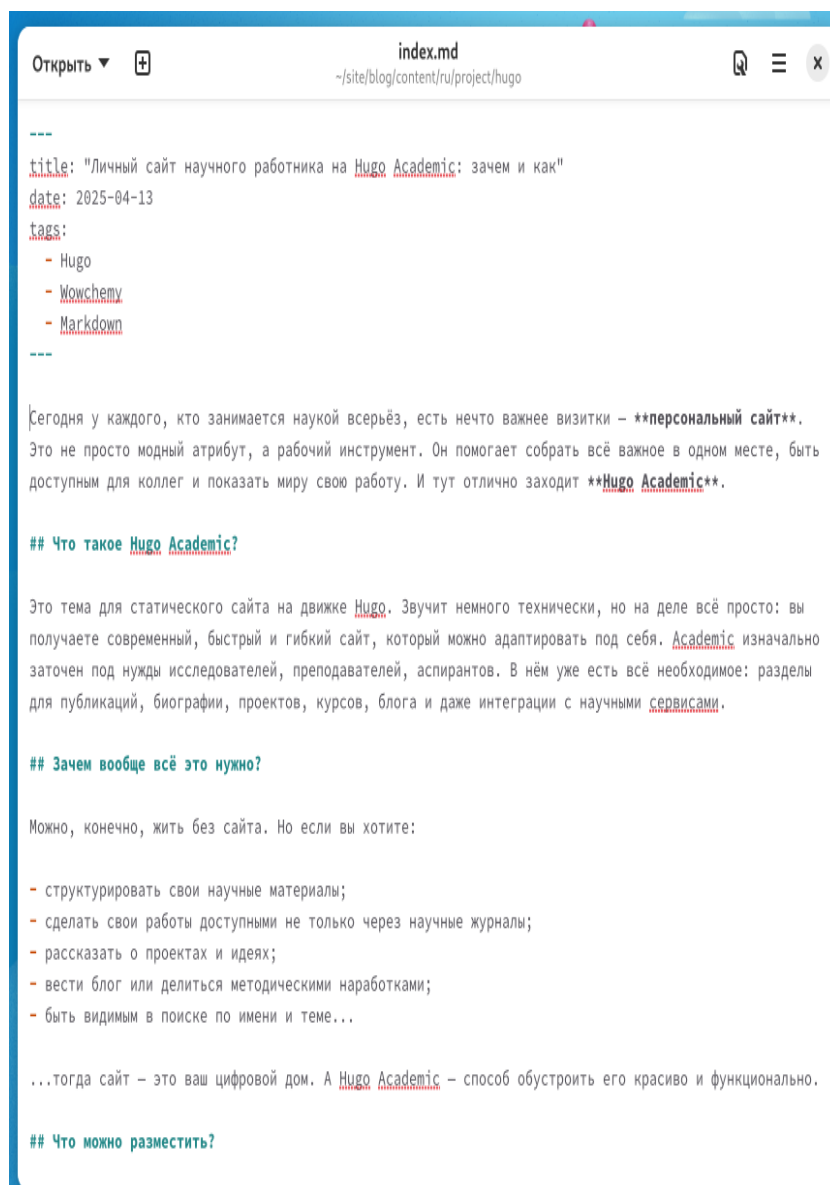 Открыть
index.md
~/site/blog/content/ru/project/hugo
---
title: "Личный сайт научного работника на Hugo Academic: зачем и как"
date: 2025-04-13
tags:
  - Hugo
  - Wowchemy
  - Markdown
---
Сегодня у каждого, кто занимается наукой всерьёз, есть нечто важнее визитки — **персональный сайт**.
Это не просто модный атрибут, а рабочий инструмент. Он помогает собрать всё важное в одном месте, быть
доступным для коллег и показать миру свою работу. И тут отлично заходит **Hugo Academic**.
## Что такое Hugo Academic?
Это тема для статического сайта на движке Hugo. Звучит немного технически, но на деле всё просто: вы
получаете современный, быстрый и гибкий сайт, который можно адаптировать под себя. Academic изначально
заточен под нужды исследователей, преподавателей, аспирантов. В нём уже есть всё необходимое: разделы
для публикаций, биографии, проектов, курсов, блога и даже интеграции с научными сервисами.
## Зачем вообще всё это нужно?
Можно, конечно, жить без сайта. Но если вы хотите:
- структурировать свои научные материалы;
- сделать свои работы доступными не только через научные журналы;
- рассказать о проектах и идеях;
- вести блог или делиться методическими наработками;
- быть видимым в поиске по имени и теме...
...тогда сайт — это ваш цифровой дом. А Hugo Academic — способ обустроить его красиво и функционально.
## Что можно разместить?